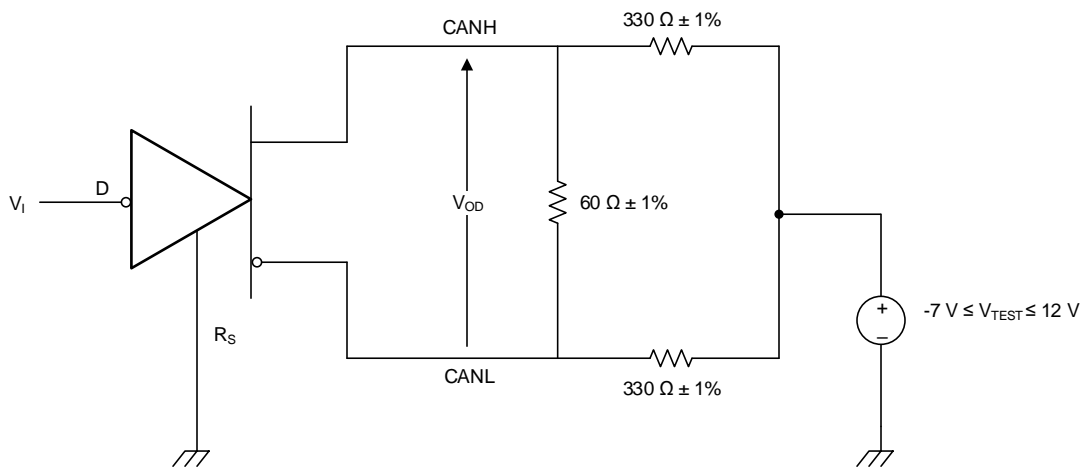 CANH
330 Ω ± 1%
D
V_I
V_OD
60 Ω ± 1%
-7 V ≤ V_TEST ≤ 12 V
+
−
R_S
CANL
330 Ω ± 1%